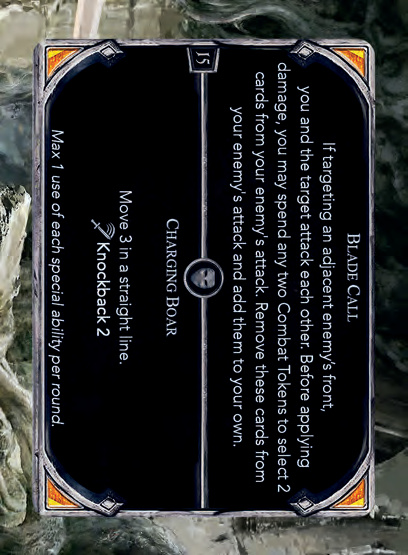 BLADE CALL
If targeting an adjacent enemy's front,
you and the target attack each other. Before applying
damage, you may spend any two Combat Tokens to select 2
cards from your enemy's attack. Remove these cards from
your enemy's attack and add them to your own.
15
CHARGING BOAR
Move 3 in a straight line.
Knockback 2
Max 1 use of each special ability per round.